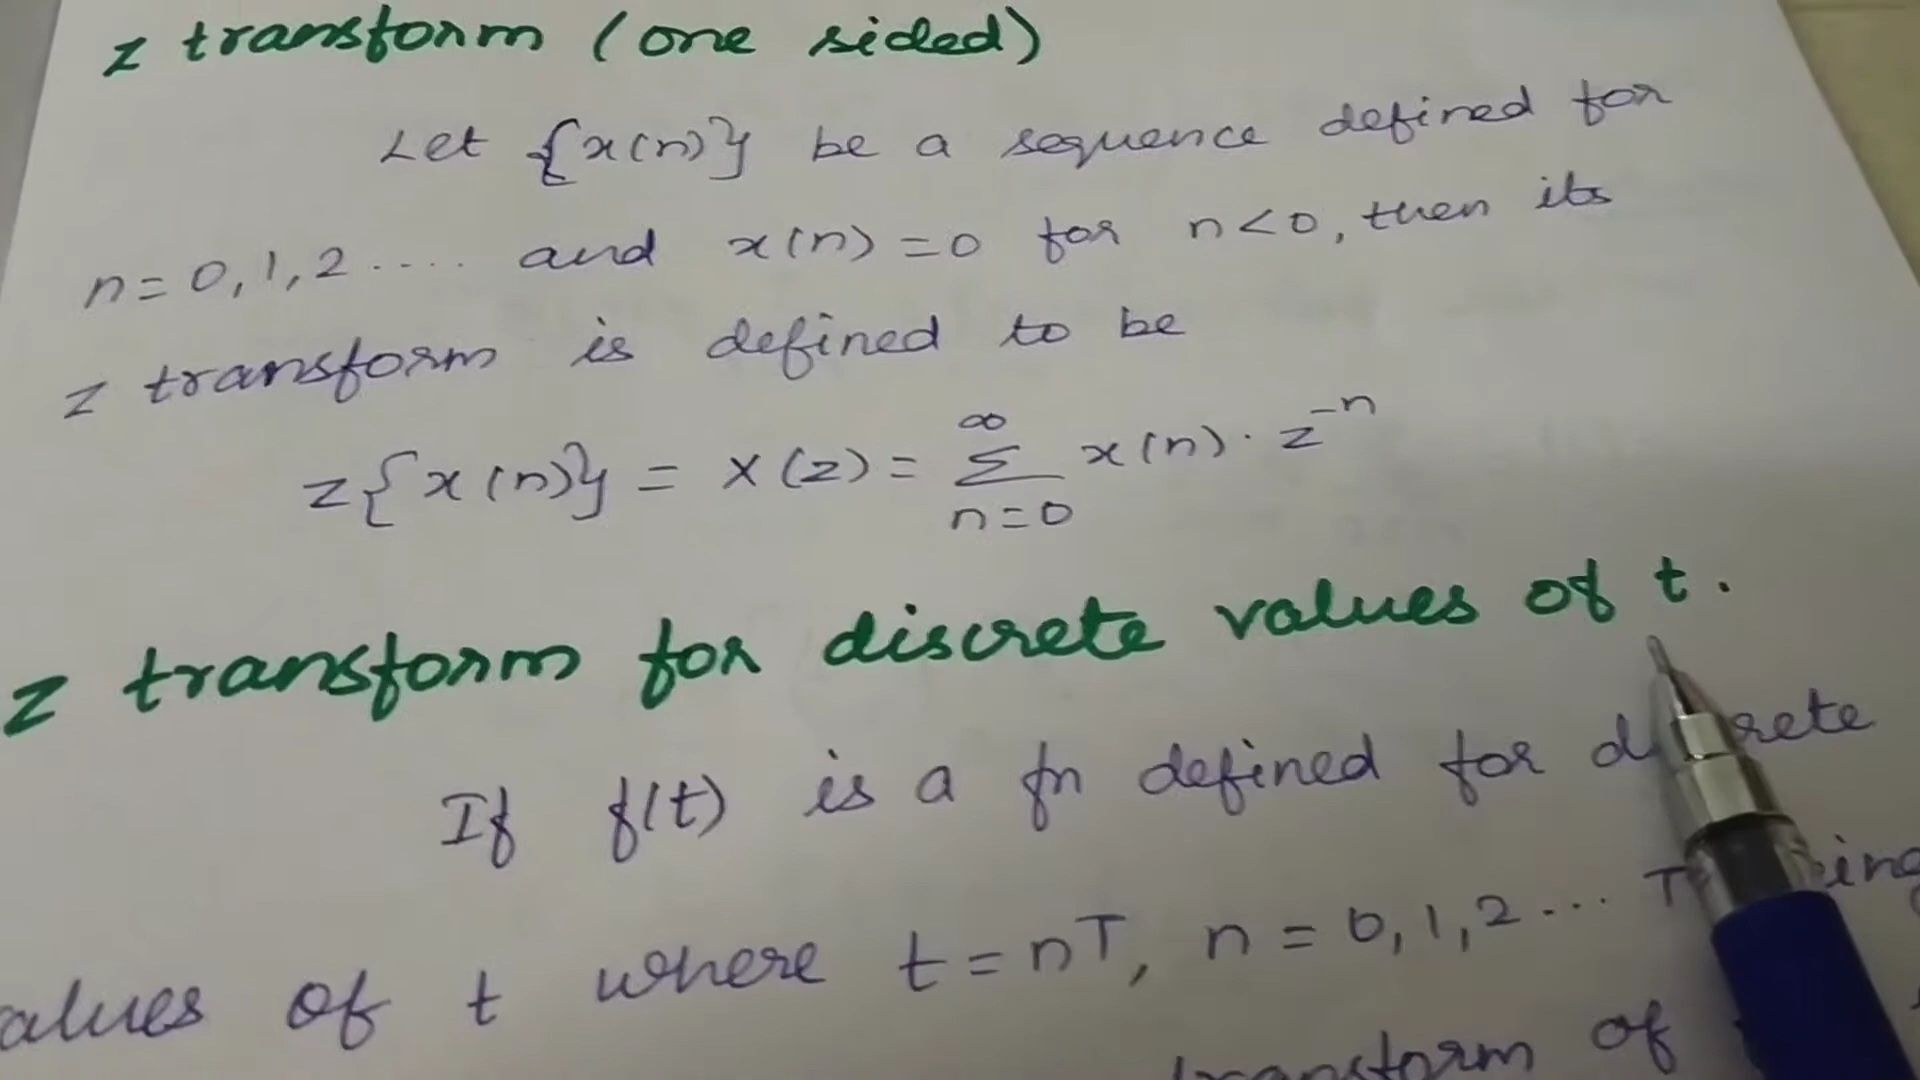 z transform (one sided)
Let {x(n)} be a sequence defined for
n=0,1,2.... and x(n)=0 for n<0, then its
z transform is defined to be
z{x(n)} = X(z) = ∞ Σ n=0 x(n)·z^-n
z transform for discrete values of t.
If f(t) is a fn defined for
alues of t where t=nT, n=0,1,2... T
transform of